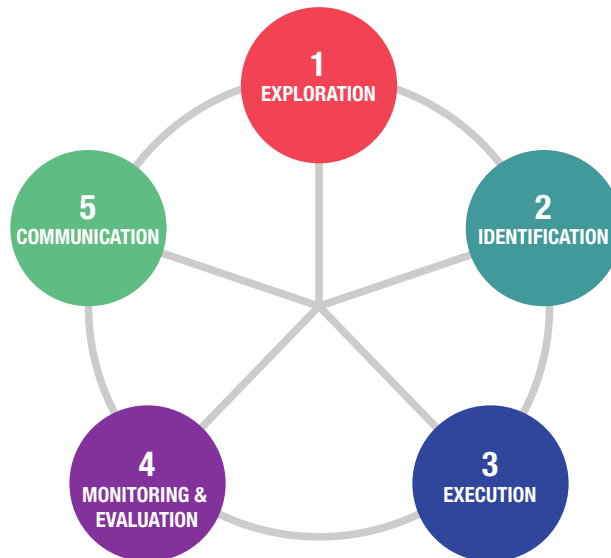 1
EXPLORATION
2
IDENTIFICATION
3
EXECUTION
4
MONITORING &
EVALUATION
5
COMMUNICATION